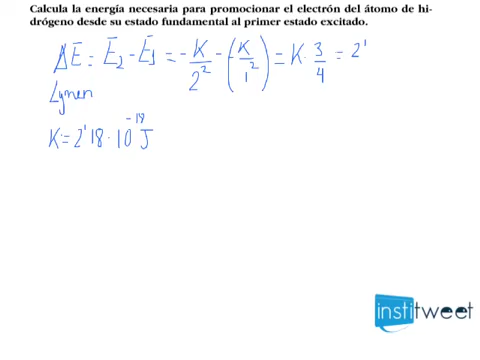 Calcula la energía necesaria para promocionar el electrón del átomo de hi-
drógeno desde su estado fundamental al primer estado excitado.
ΔE = E₂ - E₁ = -K/2² - (K/1²) = K · 3/4 = 2'
Lymen
K = 2'18 · 10⁻¹⁸ J
institweet